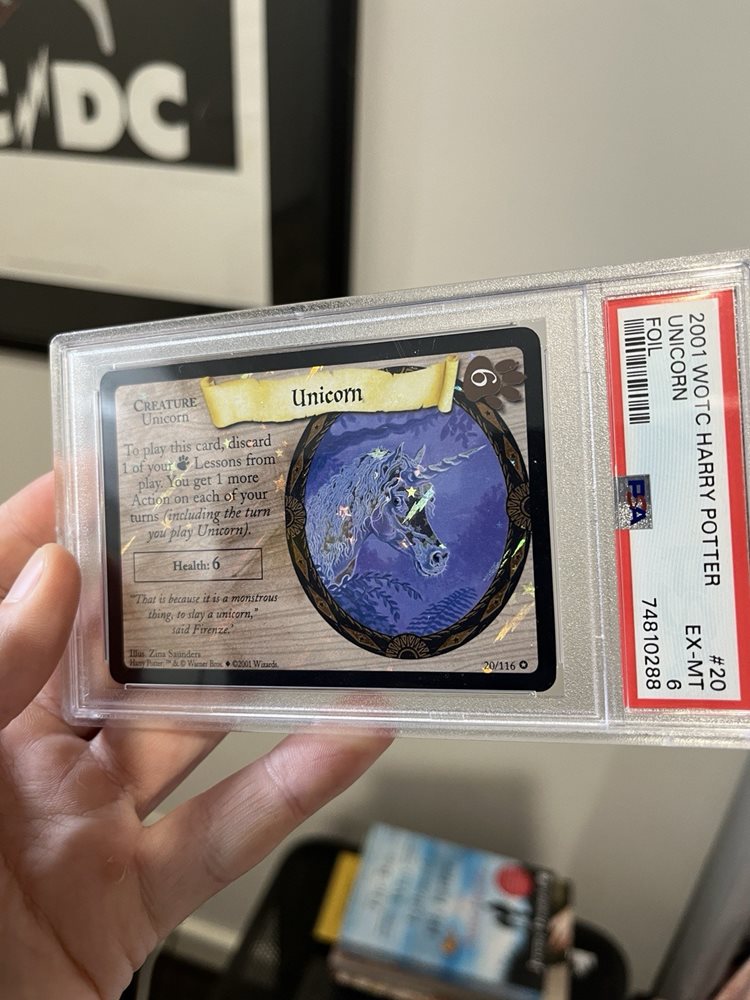 DC
Unicorn
6
CREATURE
Unicorn
To play this card, discard
1 of your Lessons from
play. You get 1 more
Action on each of your
turns (including the turn
you play Unicorn).
Health: 6
"That is because it is a monstrous
thing, to slay a unicorn,"
said Firenze.
Illus. Zina Saunders
Harry Potter, ™ & © Warner Bros. ♦ ©2001 Wizards.
20/116 ✪
2001 WOTC HARRY POTTER #20
UNICORN EX-MT
FOIL 6
PSA 74810288